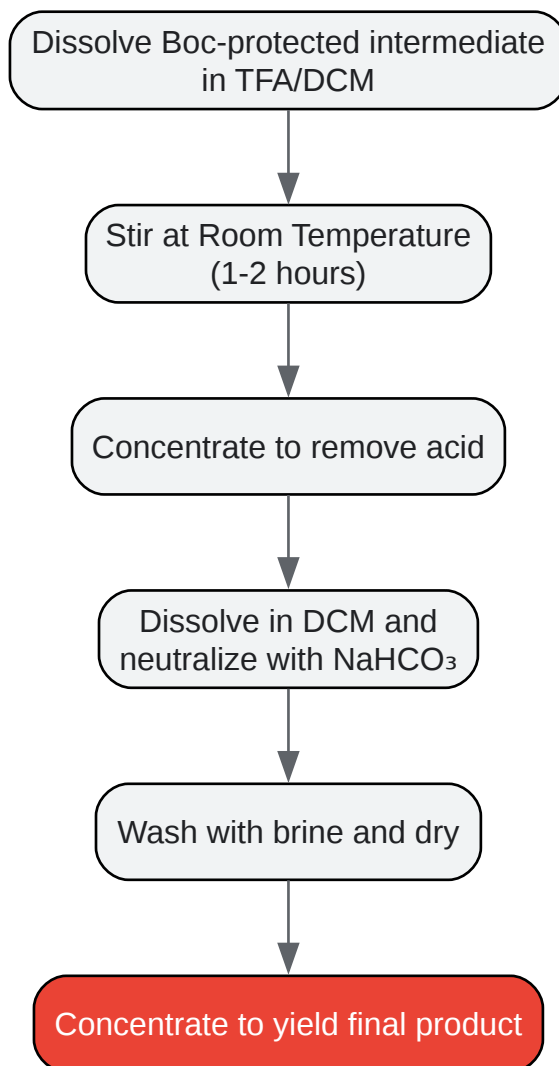 Dissolve Boc-protected intermediate
in TFA/DCM
Stir at Room Temperature
(1-2 hours)
Concentrate to remove acid
Dissolve in DCM and
neutralize with NaHCO₃
Wash with brine and dry
Concentrate to yield final product